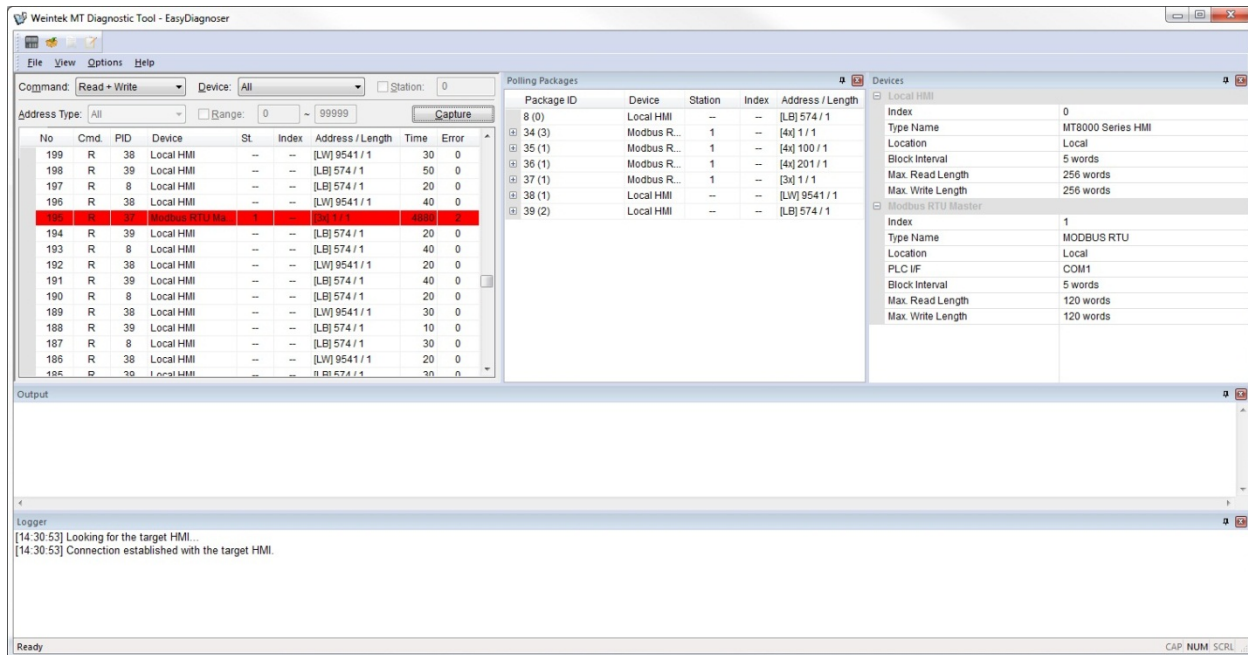 Weintek MT Diagnostic Tool - EasyDiagnoser
File View Options Help
Command: Read + Write Device: All Station: 0
Address Type: All Range: 0 ~ 99999 Capture
No Cmd. PID Device St. Index Address / Length Time Error
199 R 38 Local HMI -- -- [LW] 9541 / 1 30 0
198 R 39 Local HMI -- -- [LB] 574 / 1 50 0
197 R 8 Local HMI -- -- [LB] 574 / 1 20 0
196 R 38 Local HMI -- -- [LW] 9541 / 1 40 0
195 R 37 Modbus RTU Ma... 1 -- [3x] 1 / 1 4880 2
194 R 39 Local HMI -- -- [LB] 574 / 1 20 0
193 R 8 Local HMI -- -- [LB] 574 / 1 40 0
192 R 38 Local HMI -- -- [LW] 9541 / 1 20 0
191 R 39 Local HMI -- -- [LB] 574 / 1 40 0
190 R 8 Local HMI -- -- [LB] 574 / 1 20 0
189 R 38 Local HMI -- -- [LW] 9541 / 1 30 0
188 R 39 Local HMI -- -- [LB] 574 / 1 10 0
187 R 8 Local HMI -- -- [LB] 574 / 1 30 0
186 R 38 Local HMI -- -- [LW] 9541 / 1 20 0
185 R 39 Local HMI -- -- [LB] 574 / 1 30 0
Polling Packages
Package ID Device Station Index Address / Length
8 (0) Local HMI -- -- [LB] 574 / 1
34 (3) Modbus R... 1 -- [4x] 1 / 1
35 (1) Modbus R... 1 -- [4x] 100 / 1
36 (1) Modbus R... 1 -- [4x] 201 / 1
37 (1) Modbus R... 1 -- [3x] 1 / 1
38 (1) Local HMI -- -- [LW] 9541 / 1
39 (2) Local HMI -- -- [LB] 574 / 1
Devices
Local HMI
Index 0
Type Name MT8000 Series HMI
Location Local
Block Interval 5 words
Max. Read Length 256 words
Max. Write Length 256 words
Modbus RTU Master
Index 1
Type Name MODBUS RTU
Location Local
PLC I/F COM1
Block Interval 5 words
Max. Read Length 120 words
Max. Write Length 120 words
Output
Logger
[14:30:53] Looking for the target HMI...
[14:30:53] Connection established with the target HMI.
Ready CAP NUM SCRL